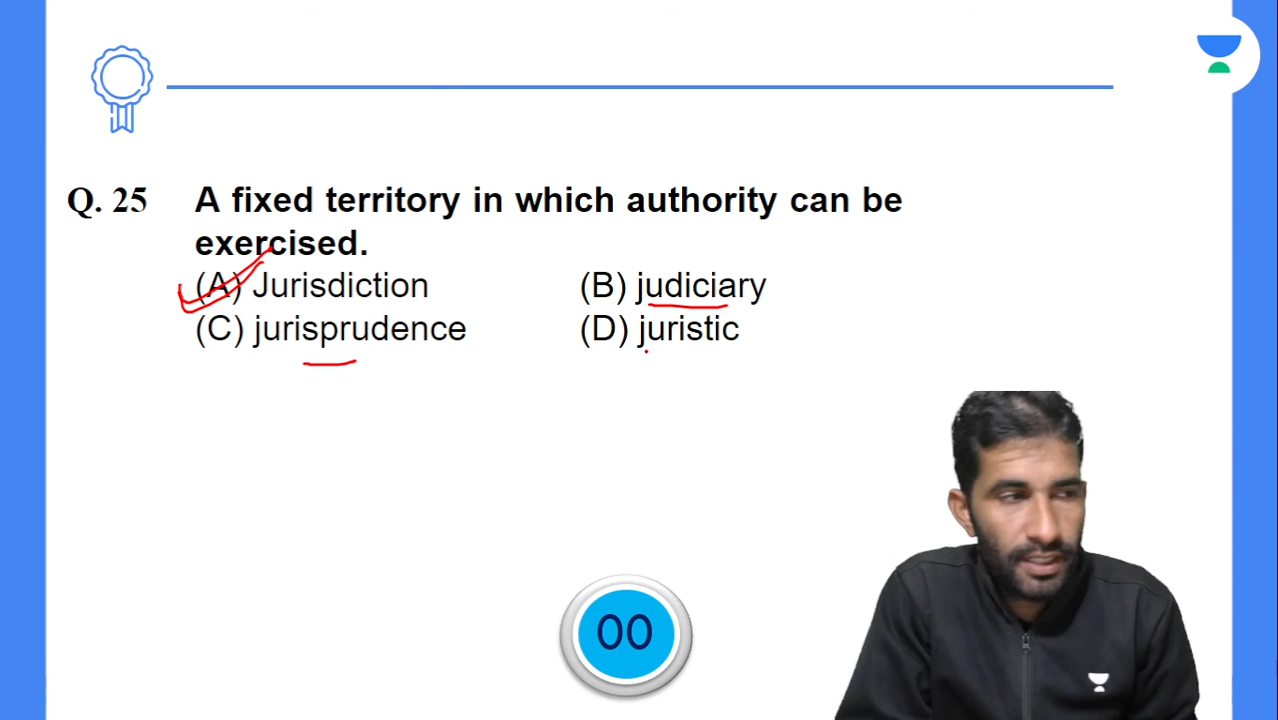 Q. 25 A fixed territory in which authority can be
exercised.
(A) Jurisdiction (B) judiciary
(C) jurisprudence (D) juristic
00